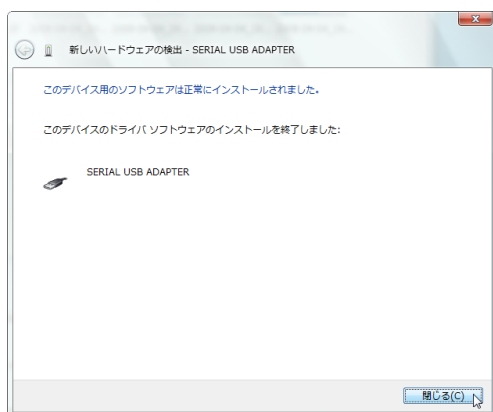 新しいハードウェアの検出 - SERIAL USB ADAPTER
このデバイス用のソフトウェアは正常にインストールされました。
このデバイスのドライバ ソフトウェアのインストールを終了しました:
SERIAL USB ADAPTER
閉じる(C)